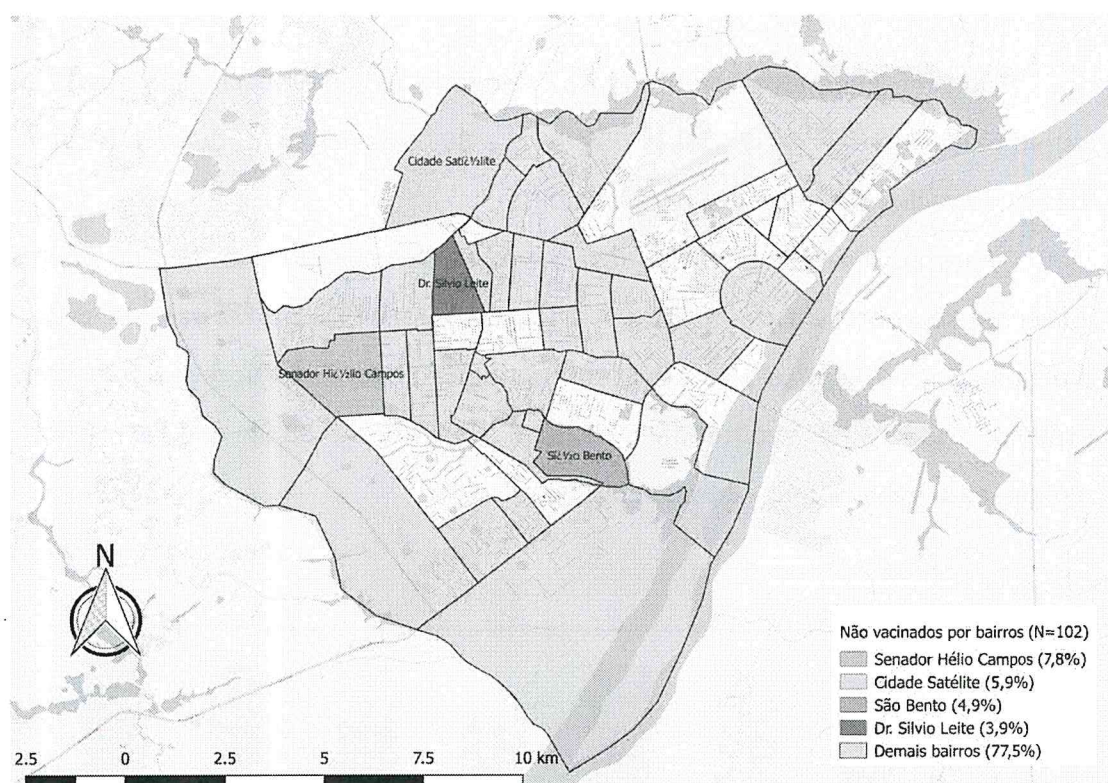 Cidade Satï¿½lite
Dr. Silvio Leite
Senador Hï¿½lio Campos
Sï¿½o Bento
N
2.5 0 2.5 5 7.5 10 km
Não vacinados por bairros (N=102)
Senador Hélio Campos (7,8%)
Cidade Satélite (5,9%)
São Bento (4,9%)
Dr. Silvio Leite (3,9%)
Demais bairros (77,5%)